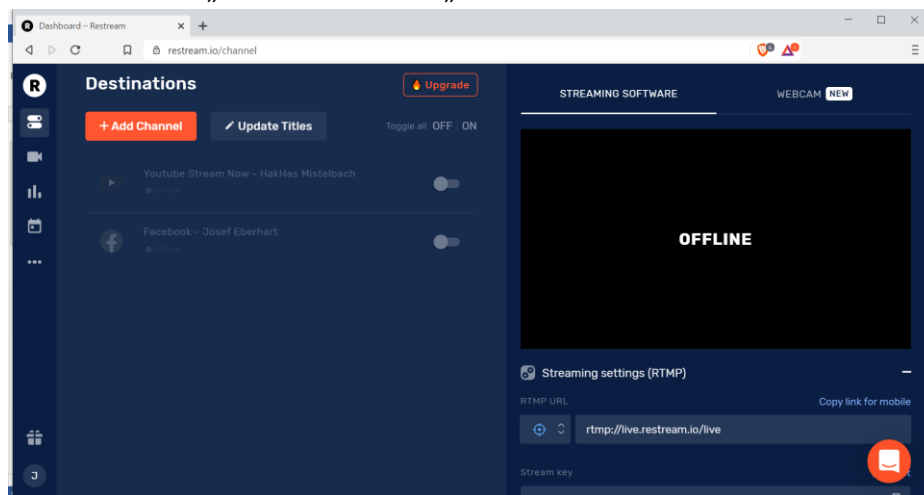 Dashboard – Restream
restream.io/channel
R
Destinations
Upgrade
+ Add Channel
Update Titles
Toggle all OFF ON
Youtube Stream Now - HakHas Mistelbach
Offline
Facebook - Josef Eberhart
Offline
J
STREAMING SOFTWARE
WEBCAM NEW
OFFLINE
Streaming settings (RTMP)
RTMP URL
Copy link for mobile
rtmp://live.restream.io/live
Stream key